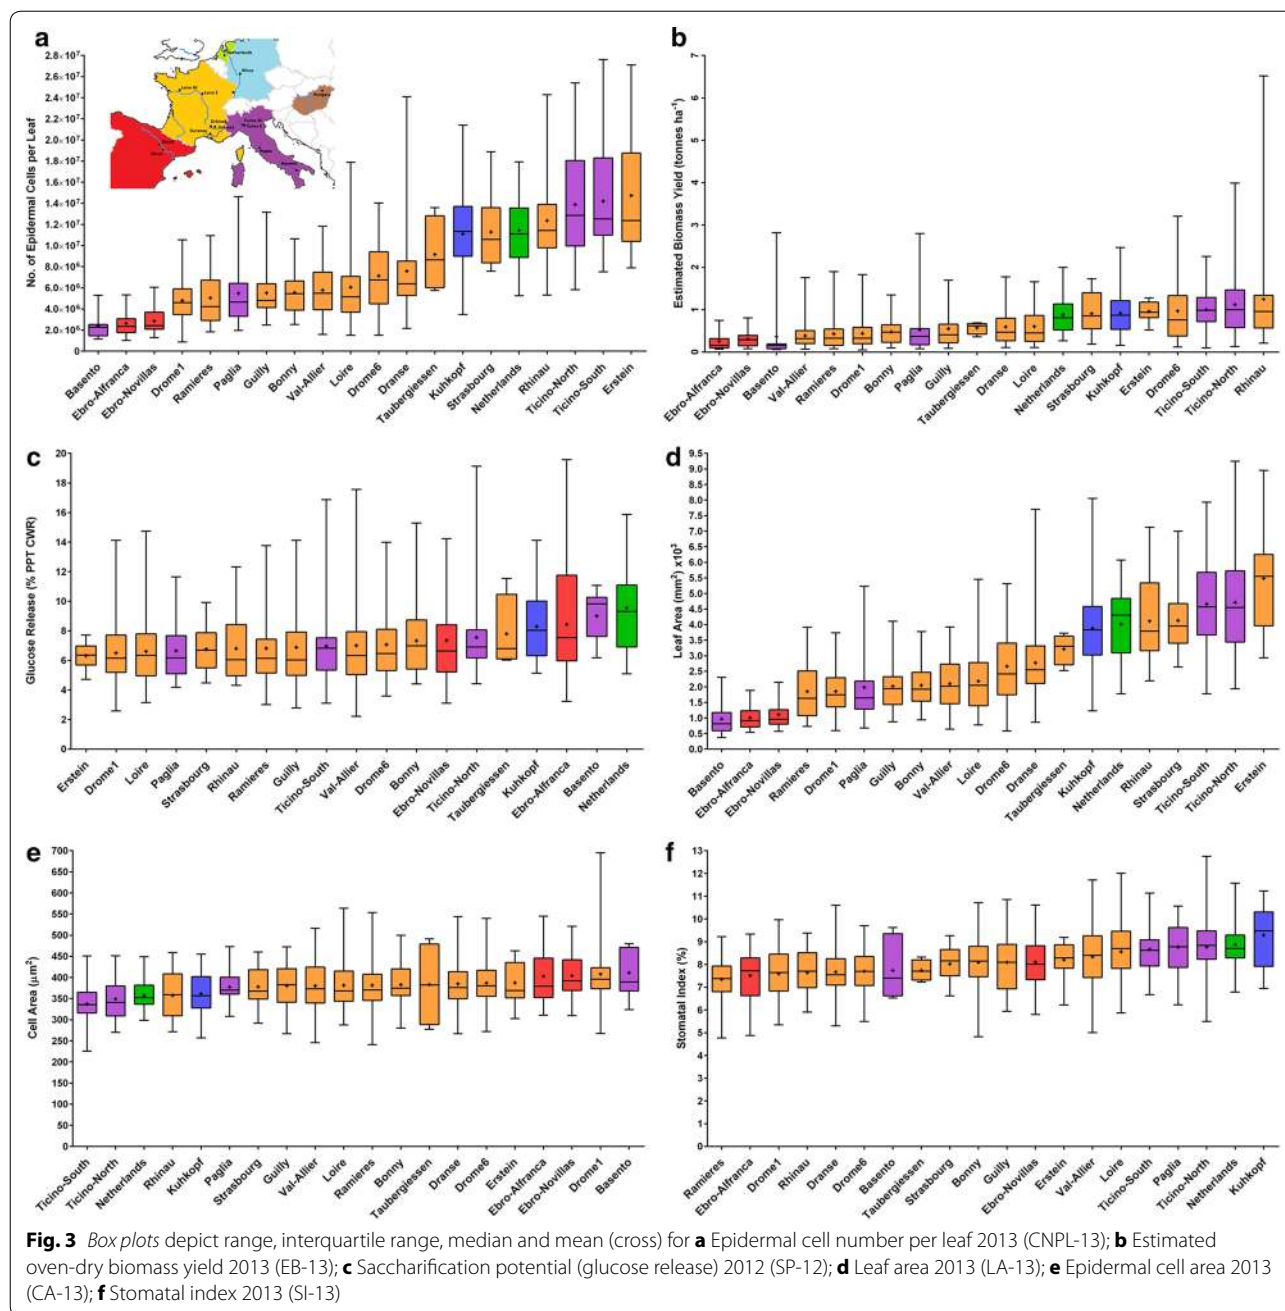 a
2.8×10⁷
2.6×10⁷
2.4×10⁷
2.2×10⁷
2.0×10⁷
1.8×10⁷
1.6×10⁷
1.4×10⁷
1.2×10⁷
1.0×10⁷
8.0×10⁶
6.0×10⁶
4.0×10⁶
2.0×10⁶
No. of Epidermal Cells per Leaf
Netherlands
Rhine
Loire W
Loire E
Paglia
Basento
Basento
Ebro-Alfranca
Ebro-Novillas
Drome1
Ramieres
Paglia
Guilly
Bonny
Val-Allier
Loire
Drome6
Dranse
Taubergiessen
Kuhkopf
Strasbourg
Netherlands
Rhinau
Ticino-North
Ticino-South
Erstein
b
7
6
5
4
3
2
1
0
Estimated Biomass Yield (tonnes ha⁻¹)
Ebro-Alfranca
Ebro-Novillas
Basento
Val-Allier
Ramieres
Drome1
Bonny
Paglia
Guilly
Taubergiessen
Dranse
Loire
Netherlands
Strasbourg
Kuhkopf
Erstein
Drome6
Ticino-South
Ticino-North
Rhinau
c
20
18
16
14
12
10
8
6
4
2
0
Glucose Release (% PPT CWR)
Erstein
Drome1
Loire
Paglia
Strasbourg
Rhinau
Ramieres
Guilly
Ticino-South
Val-Allier
Drome6
Bonny
Ebro-Novillas
Ticino-North
Taubergiessen
Kuhkopf
Ebro-Alfranca
Basento
Netherlands
d
9.5
9.0
8.5
8.0
7.5
7.0
6.5
6.0
5.5
5.0
4.5
4.0
3.5
3.0
2.5
2.0
1.5
1.0
0.5
0.0
Leaf Area (mm²) x10³
Basento
Ebro-Alfranca
Ebro-Novillas
Ramieres
Drome1
Paglia
Guilly
Bonny
Val-Allier
Loire
Drome6
Dranse
Taubergiessen
Kuhkopf
Netherlands
Rhinau
Strasbourg
Ticino-South
Ticino-North
Erstein
e
700
650
600
550
500
450
400
350
300
250
200
150
100
50
0
Cell Area (μm²)
Ticino-South
Ticino-North
Netherlands
Rhinau
Kuhkopf
Paglia
Strasbourg
Guilly
Val-Allier
Loire
Ramieres
Bonny
Taubergiessen
Danse
Drome6
Erstein
Ebro-Alfranca
Ebro-Novillas
Drome1
Basento
f
13
12
11
10
9
8
7
6
5
4
3
2
1
0
Stomatal Index (%)
Ramieres
Ebro-Alfranca
Drome1
Rhinau
Dranse
Drome6
Basento
Taubergiessen
Strasbourg
Bonny
Guilly
Ebro-Novillas
Erstein
Val-Allier
Loire
Ticino-South
Paglia
Ticino-North
Netherlands
Kuhkopf
Fig. 3 Box plots depict range, interquartile range, median and mean (cross) for a Epidermal cell number per leaf 2013 (CNPL-13); b Estimated
oven-dry biomass yield 2013 (EB-13); c Saccharification potential (glucose release) 2012 (SP-12); d Leaf area 2013 (LA-13); e Epidermal cell area 2013
(CA-13); f Stomatal index 2013 (SI-13)